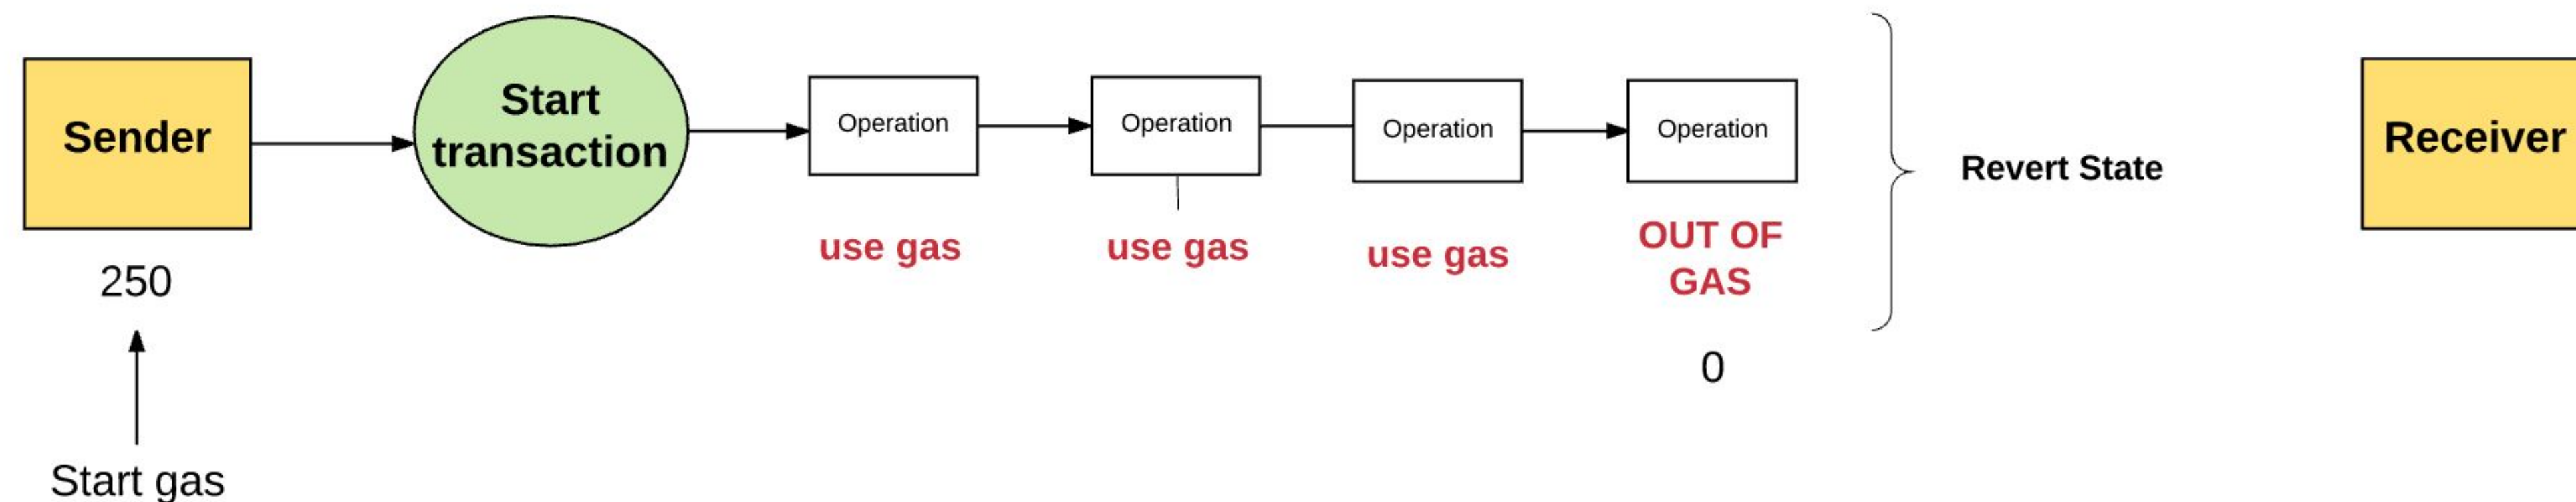 Sender
250
Start gas
Start
transaction
Operation
use gas
Operation
use gas
Operation
use gas
Operation
OUT OF
GAS
0
Revert State
Receiver